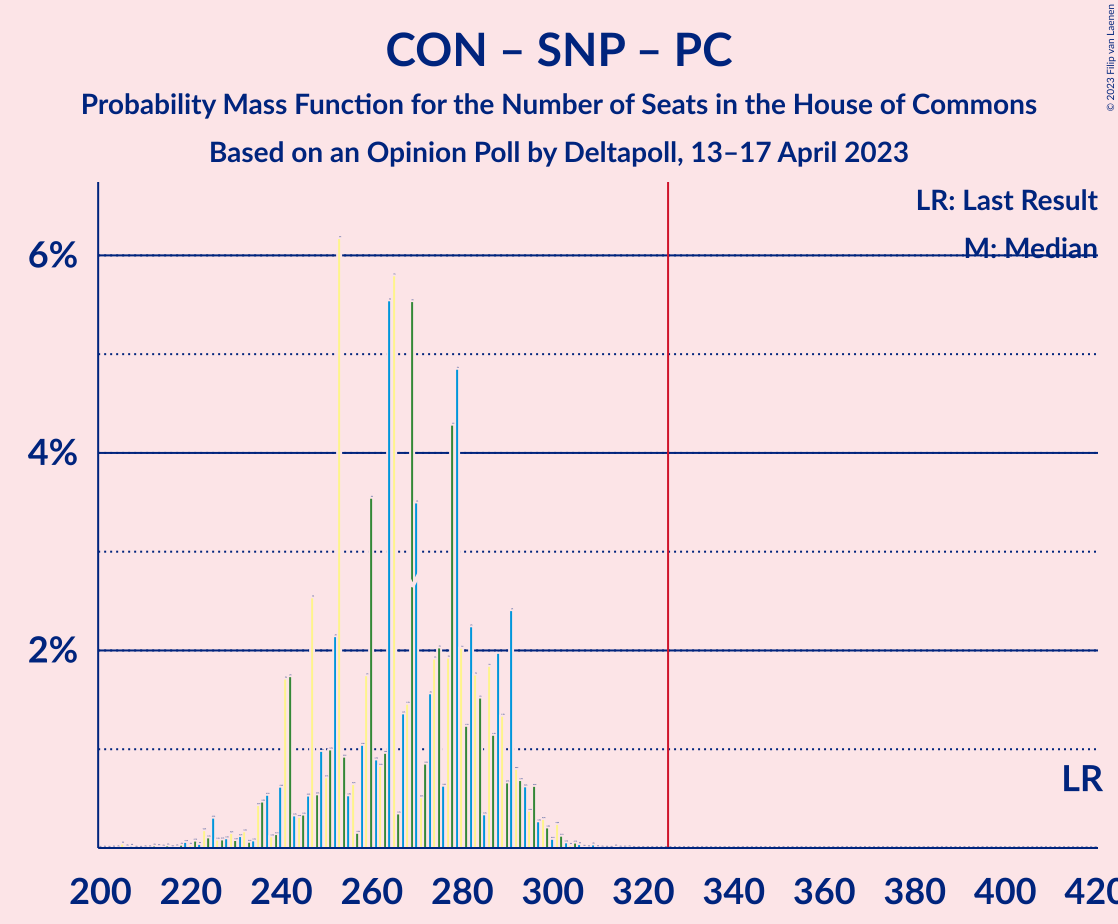 CON – SNP – PC
Probability Mass Function for the Number of Seats in the House of Commons
Based on an Opinion Poll by Deltapoll, 13–17 April 2023
© 2023 Filip van Laenen
LR: Last Result
M: Median
6%
4%
2%
LR
200 220 240 260 280 300 320 340 360 380 400 420